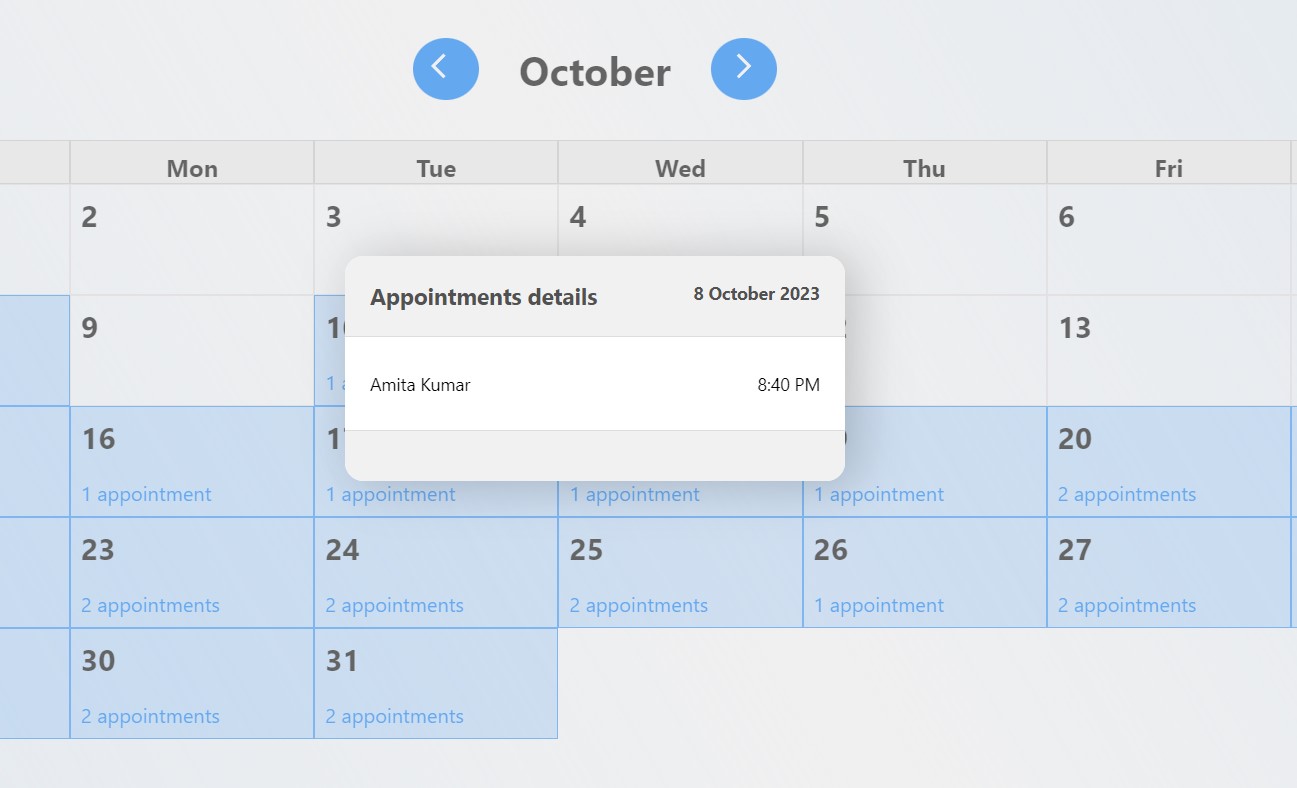 October
Mon Tue Wed Thu Fri
2 3 4 5 6
Appointments details 8 October 2023
9 13
Amita Kumar 8:40 PM
16 20
1 appointment 1 appointment 1 appointment 1 appointment 2 appointments
23 24 25 26 27
2 appointments 2 appointments 2 appointments 1 appointment 2 appointments
30 31
2 appointments 2 appointments